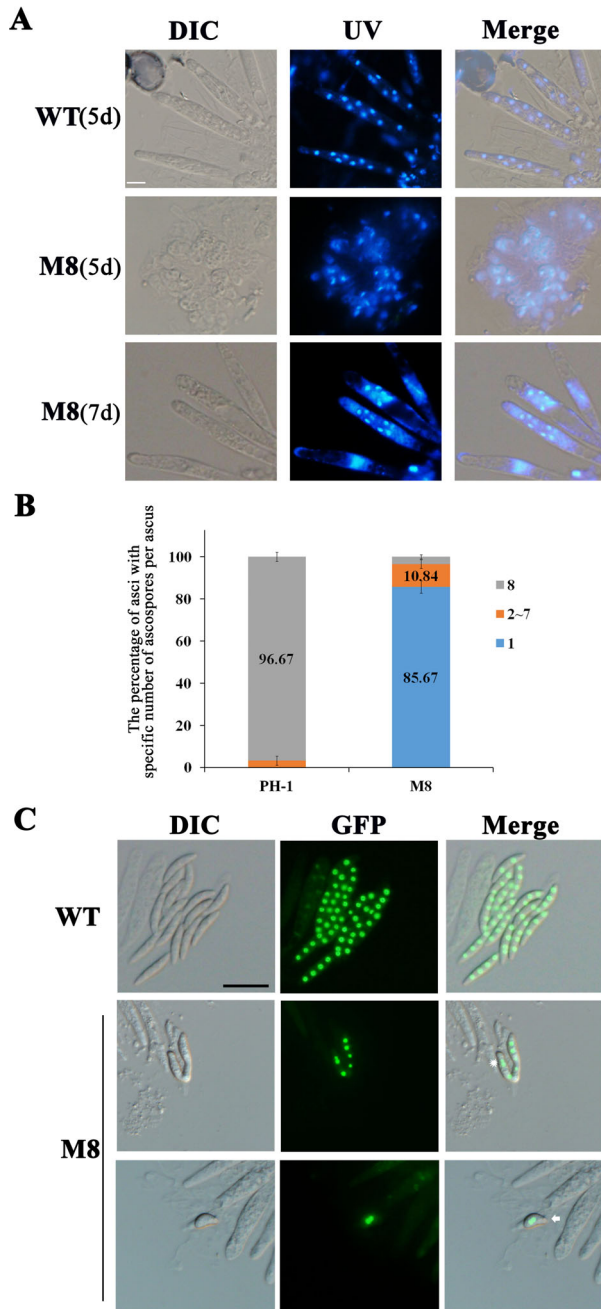 A
DIC UV Merge
WT(5d)
M8(5d)
M8(7d)
B
The percentage of asci with
specific number of ascospores per ascus
100
80
60
40
20
0
96.67
10.84
85.67
8
2~7
1
PH-1 M8
C
DIC GFP Merge
WT
M8